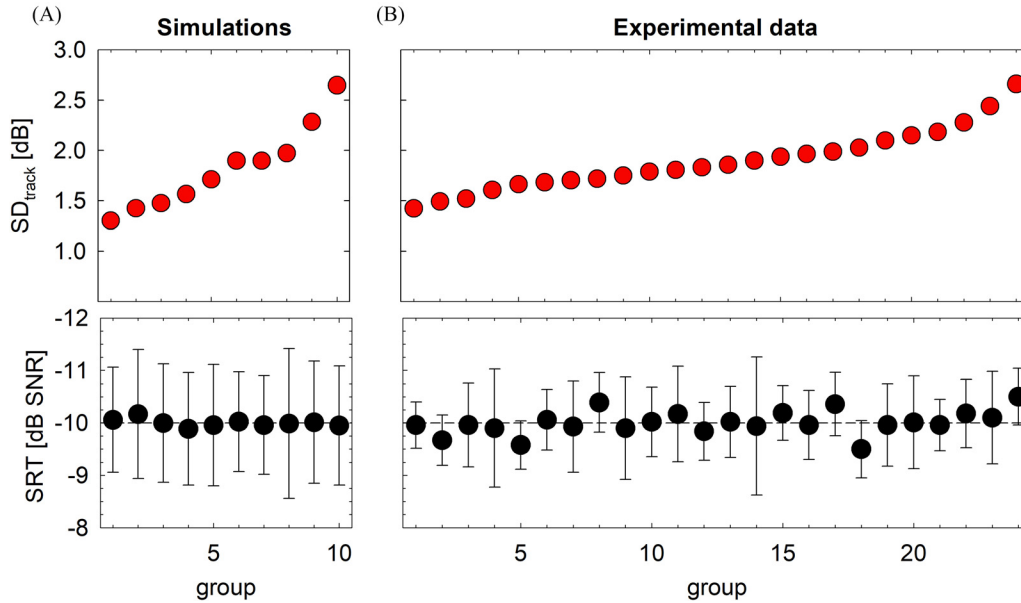 (A)
Simulations
(B)
Experimental data
3.0
2.5
2.0
1.5
1.0
SDtrack [dB]
-12
-11
-10
-9
-8
SRT [dB SNR]
5 10
group
5 10 15 20
group